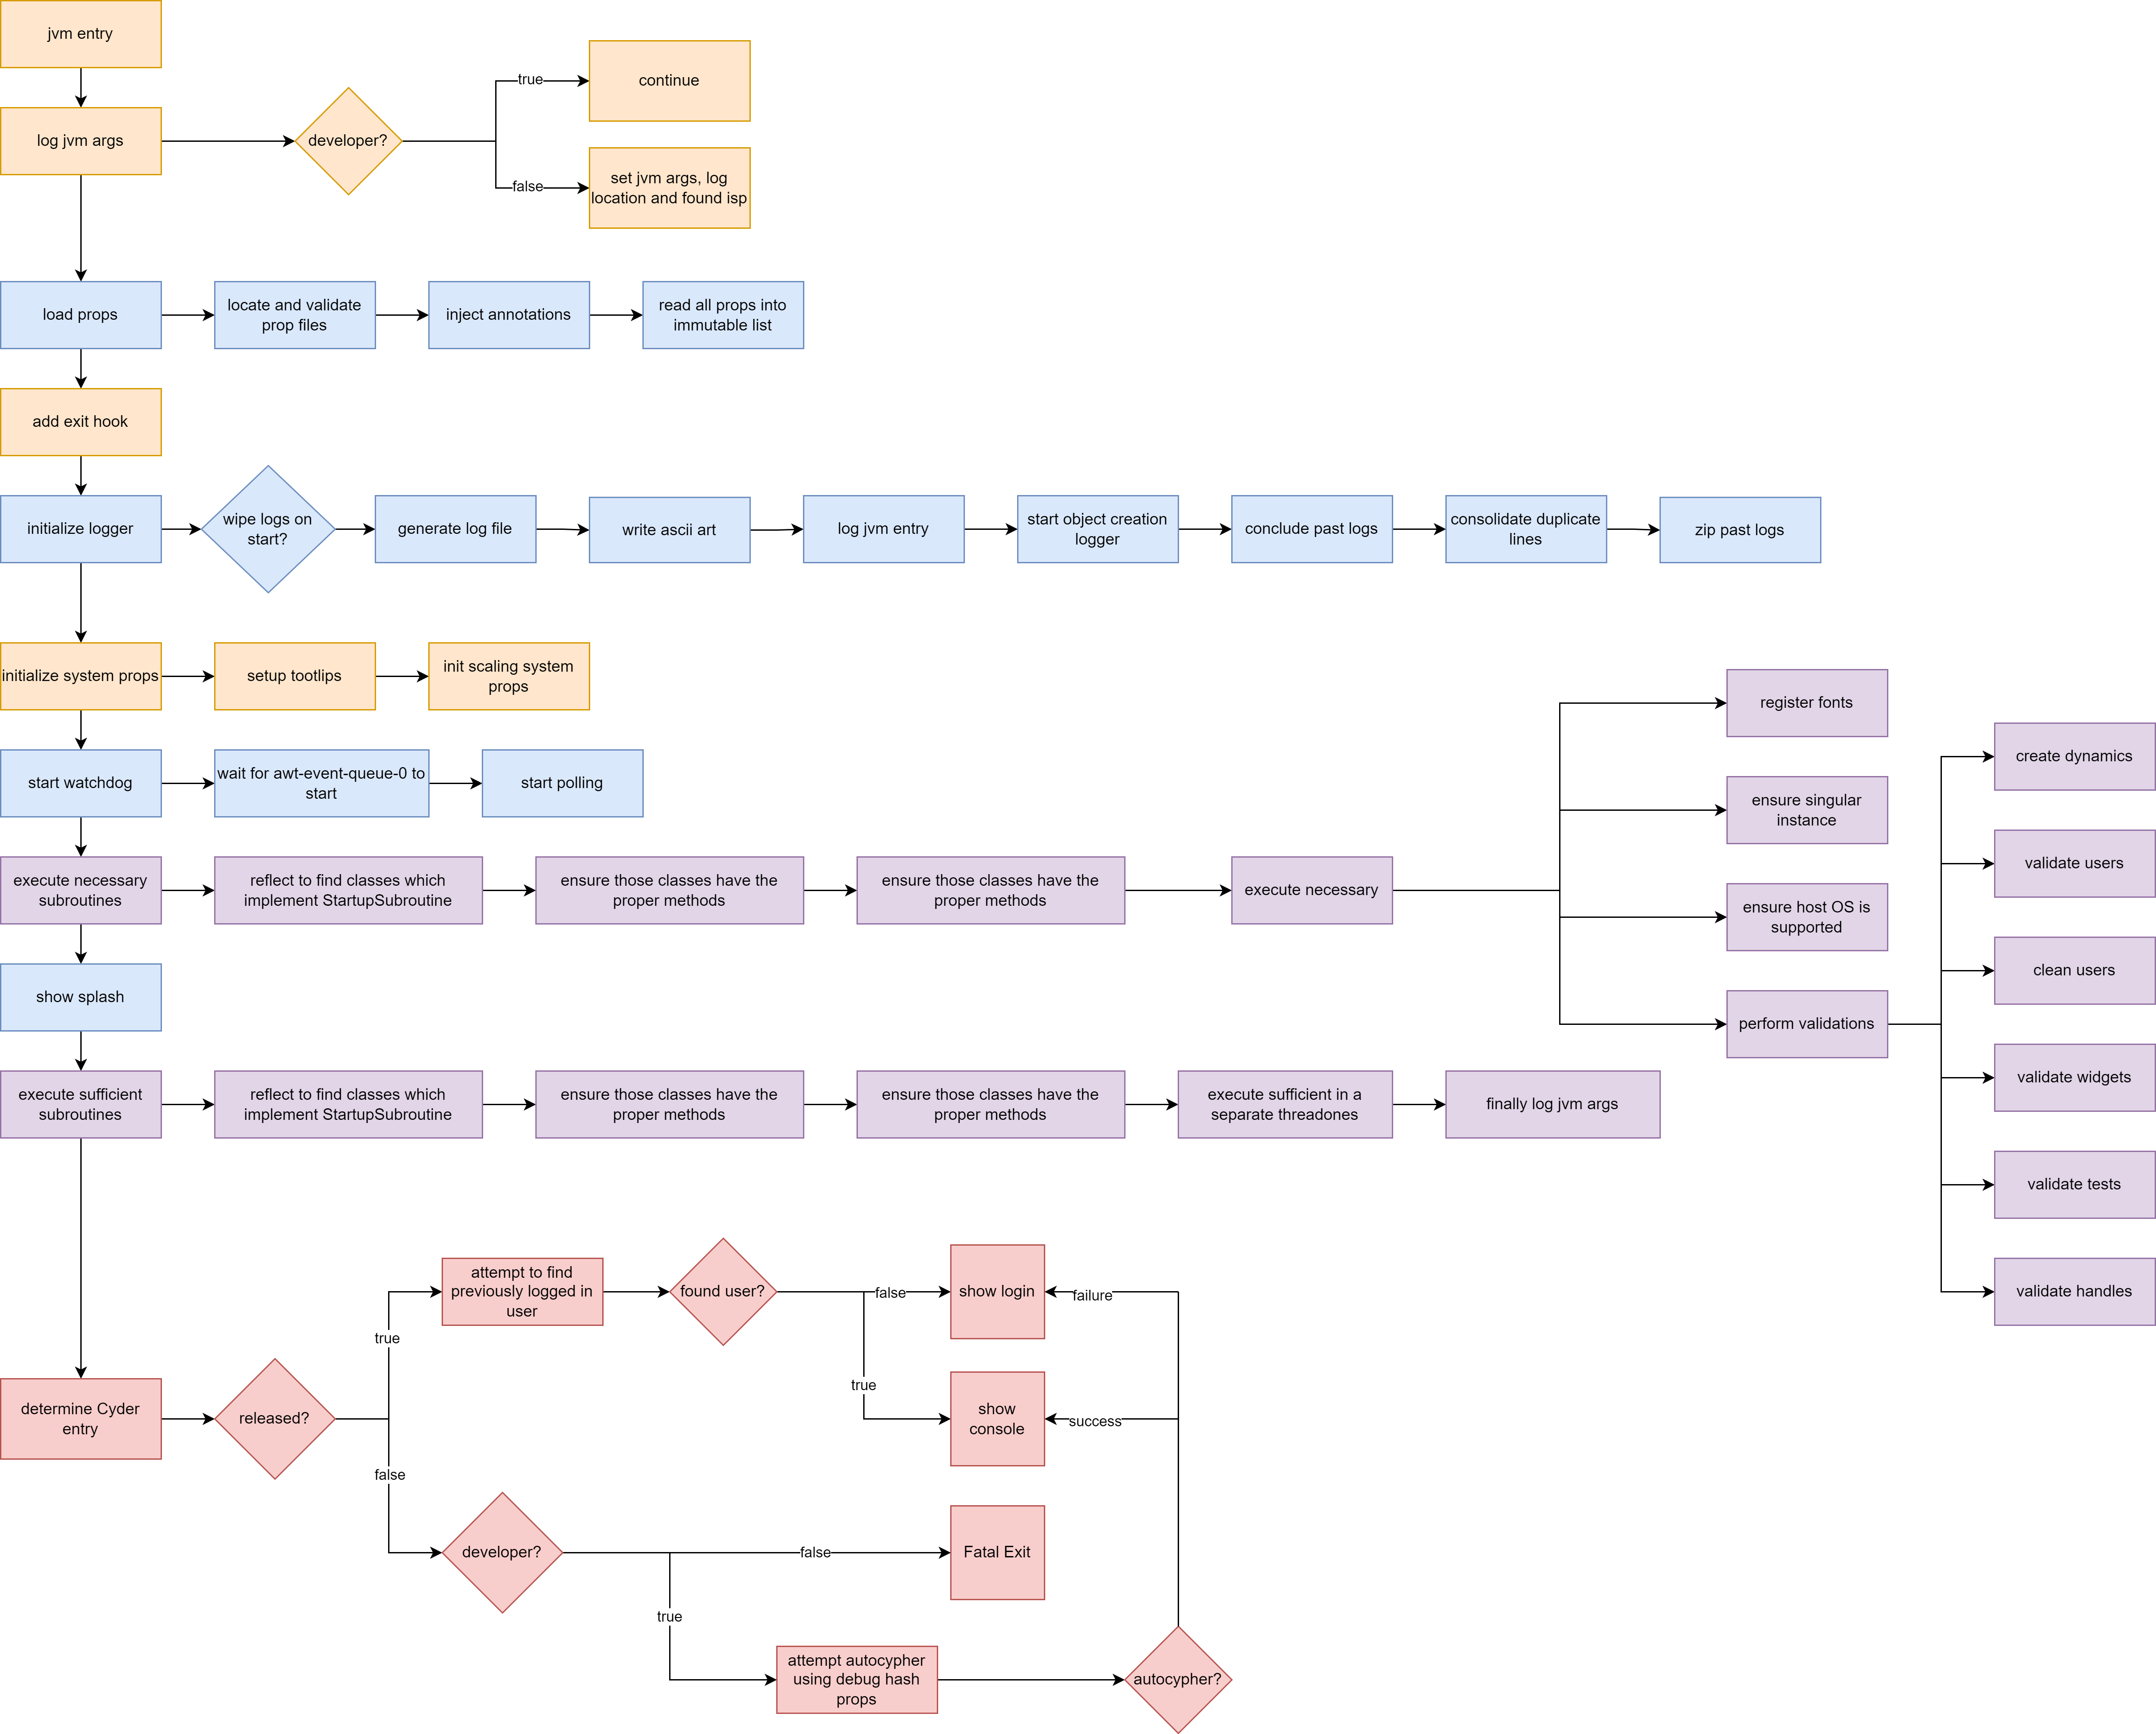 jvm entry
log jvm args
developer?
true
continue
false
set jvm args, log
location and found isp
load props
locate and validate
prop files
inject annotations
read all props into
immutable list
add exit hook
initialize logger
wipe logs on
start?
generate log file
write ascii art
log jvm entry
start object creation
logger
conclude past logs
consolidate duplicate
lines
zip past logs
initialize system props
setup tootlips
init scaling system
props
start watchdog
wait for awt-event-queue-0 to
start
start polling
execute necessary
subroutines
reflect to find classes which
implement StartupSubroutine
ensure those classes have the
proper methods
ensure those classes have the
proper methods
execute necessary
register fonts
ensure singular
instance
ensure host OS is
supported
perform validations
create dynamics
validate users
clean users
validate widgets
validate tests
validate handles
show splash
execute sufficient
subroutines
reflect to find classes which
implement StartupSubroutine
ensure those classes have the
proper methods
ensure those classes have the
proper methods
execute sufficient in a
separate threadones
finally log jvm args
determine Cyder
entry
released?
true
attempt to find
previously logged in
user
found user?
false
show login
failure
true
show
console
success
false
developer?
false
Fatal Exit
true
attempt autocypher
using debug hash
props
autocypher?